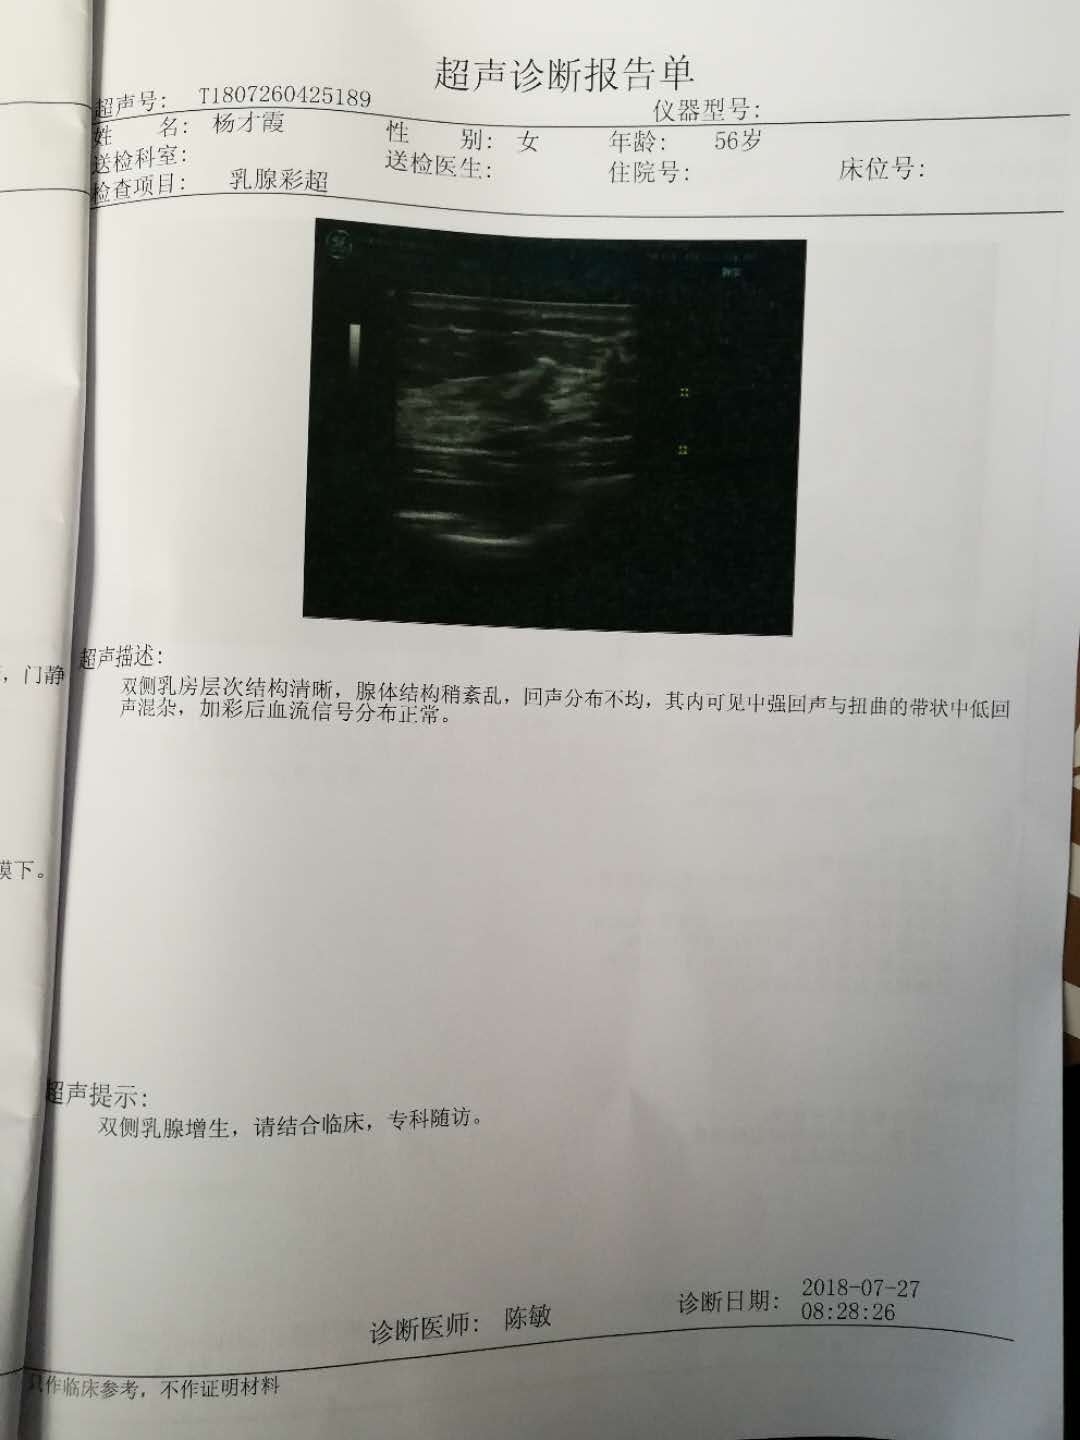 超声诊断报告单
超声号： T1807260425189 仪器型号：
姓 名： 杨才霞 性 别： 女 年龄： 56岁
送检科室： 送检医生： 住院号： 床位号：
检查项目： 乳腺彩超
超声描述：
，门静
双侧乳房层次结构清晰，腺体结构稍紊乱，回声分布不均，其内可见中强回声与扭曲的带状中低回
声混杂，加彩后血流信号分布正常。
膜下。
超声提示：
双侧乳腺增生，请结合临床，专科随访。
诊断医师： 陈敏 诊断日期： 2018-07-27
08:28:26
只作临床参考，不作证明材料